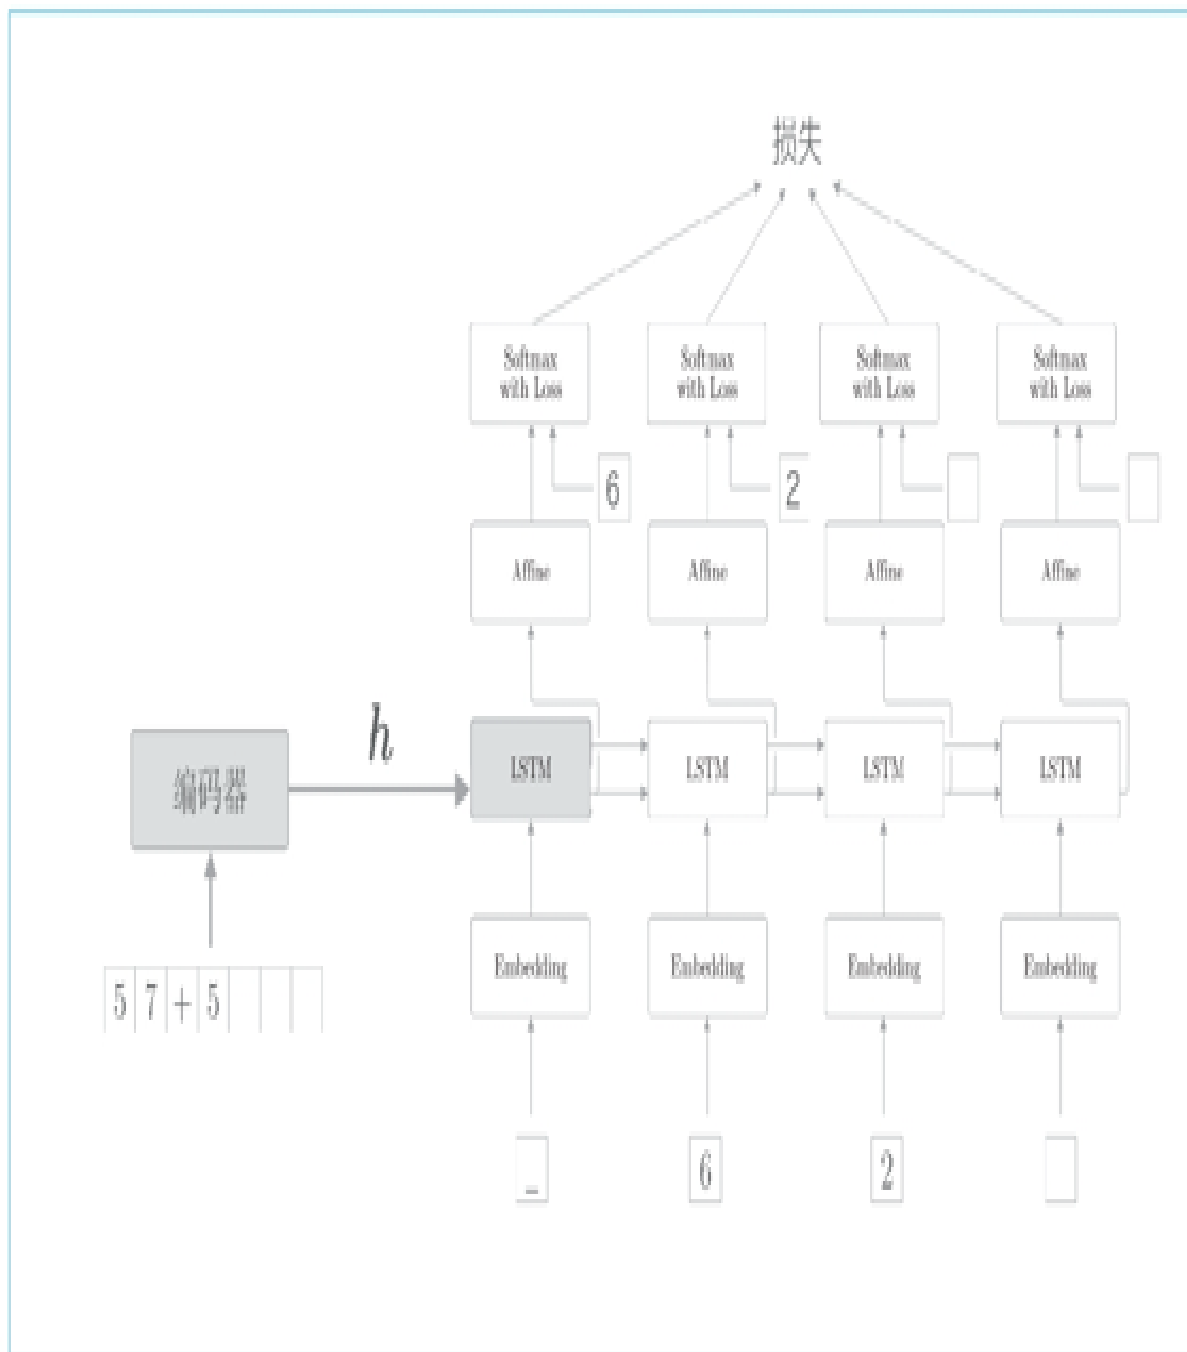 损失
Softmax with Loss Softmax with Loss Softmax with Loss Softmax with Loss
6 2
Affine Affine Affine Affine
h
编码器 LSTM LSTM LSTM LSTM
5 7 + 5 Embedding Embedding Embedding Embedding
_ 6 2